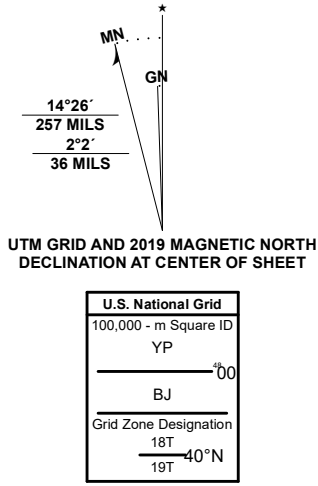 ★
MN
GN
14°26´
257 MILS
2°2´
36 MILS
UTM GRID AND 2019 MAGNETIC NORTH
DECLINATION AT CENTER OF SHEET
U.S. National Grid
100,000 - m Square ID
YP
4800
BJ
Grid Zone Designation
18T
40°N
19T